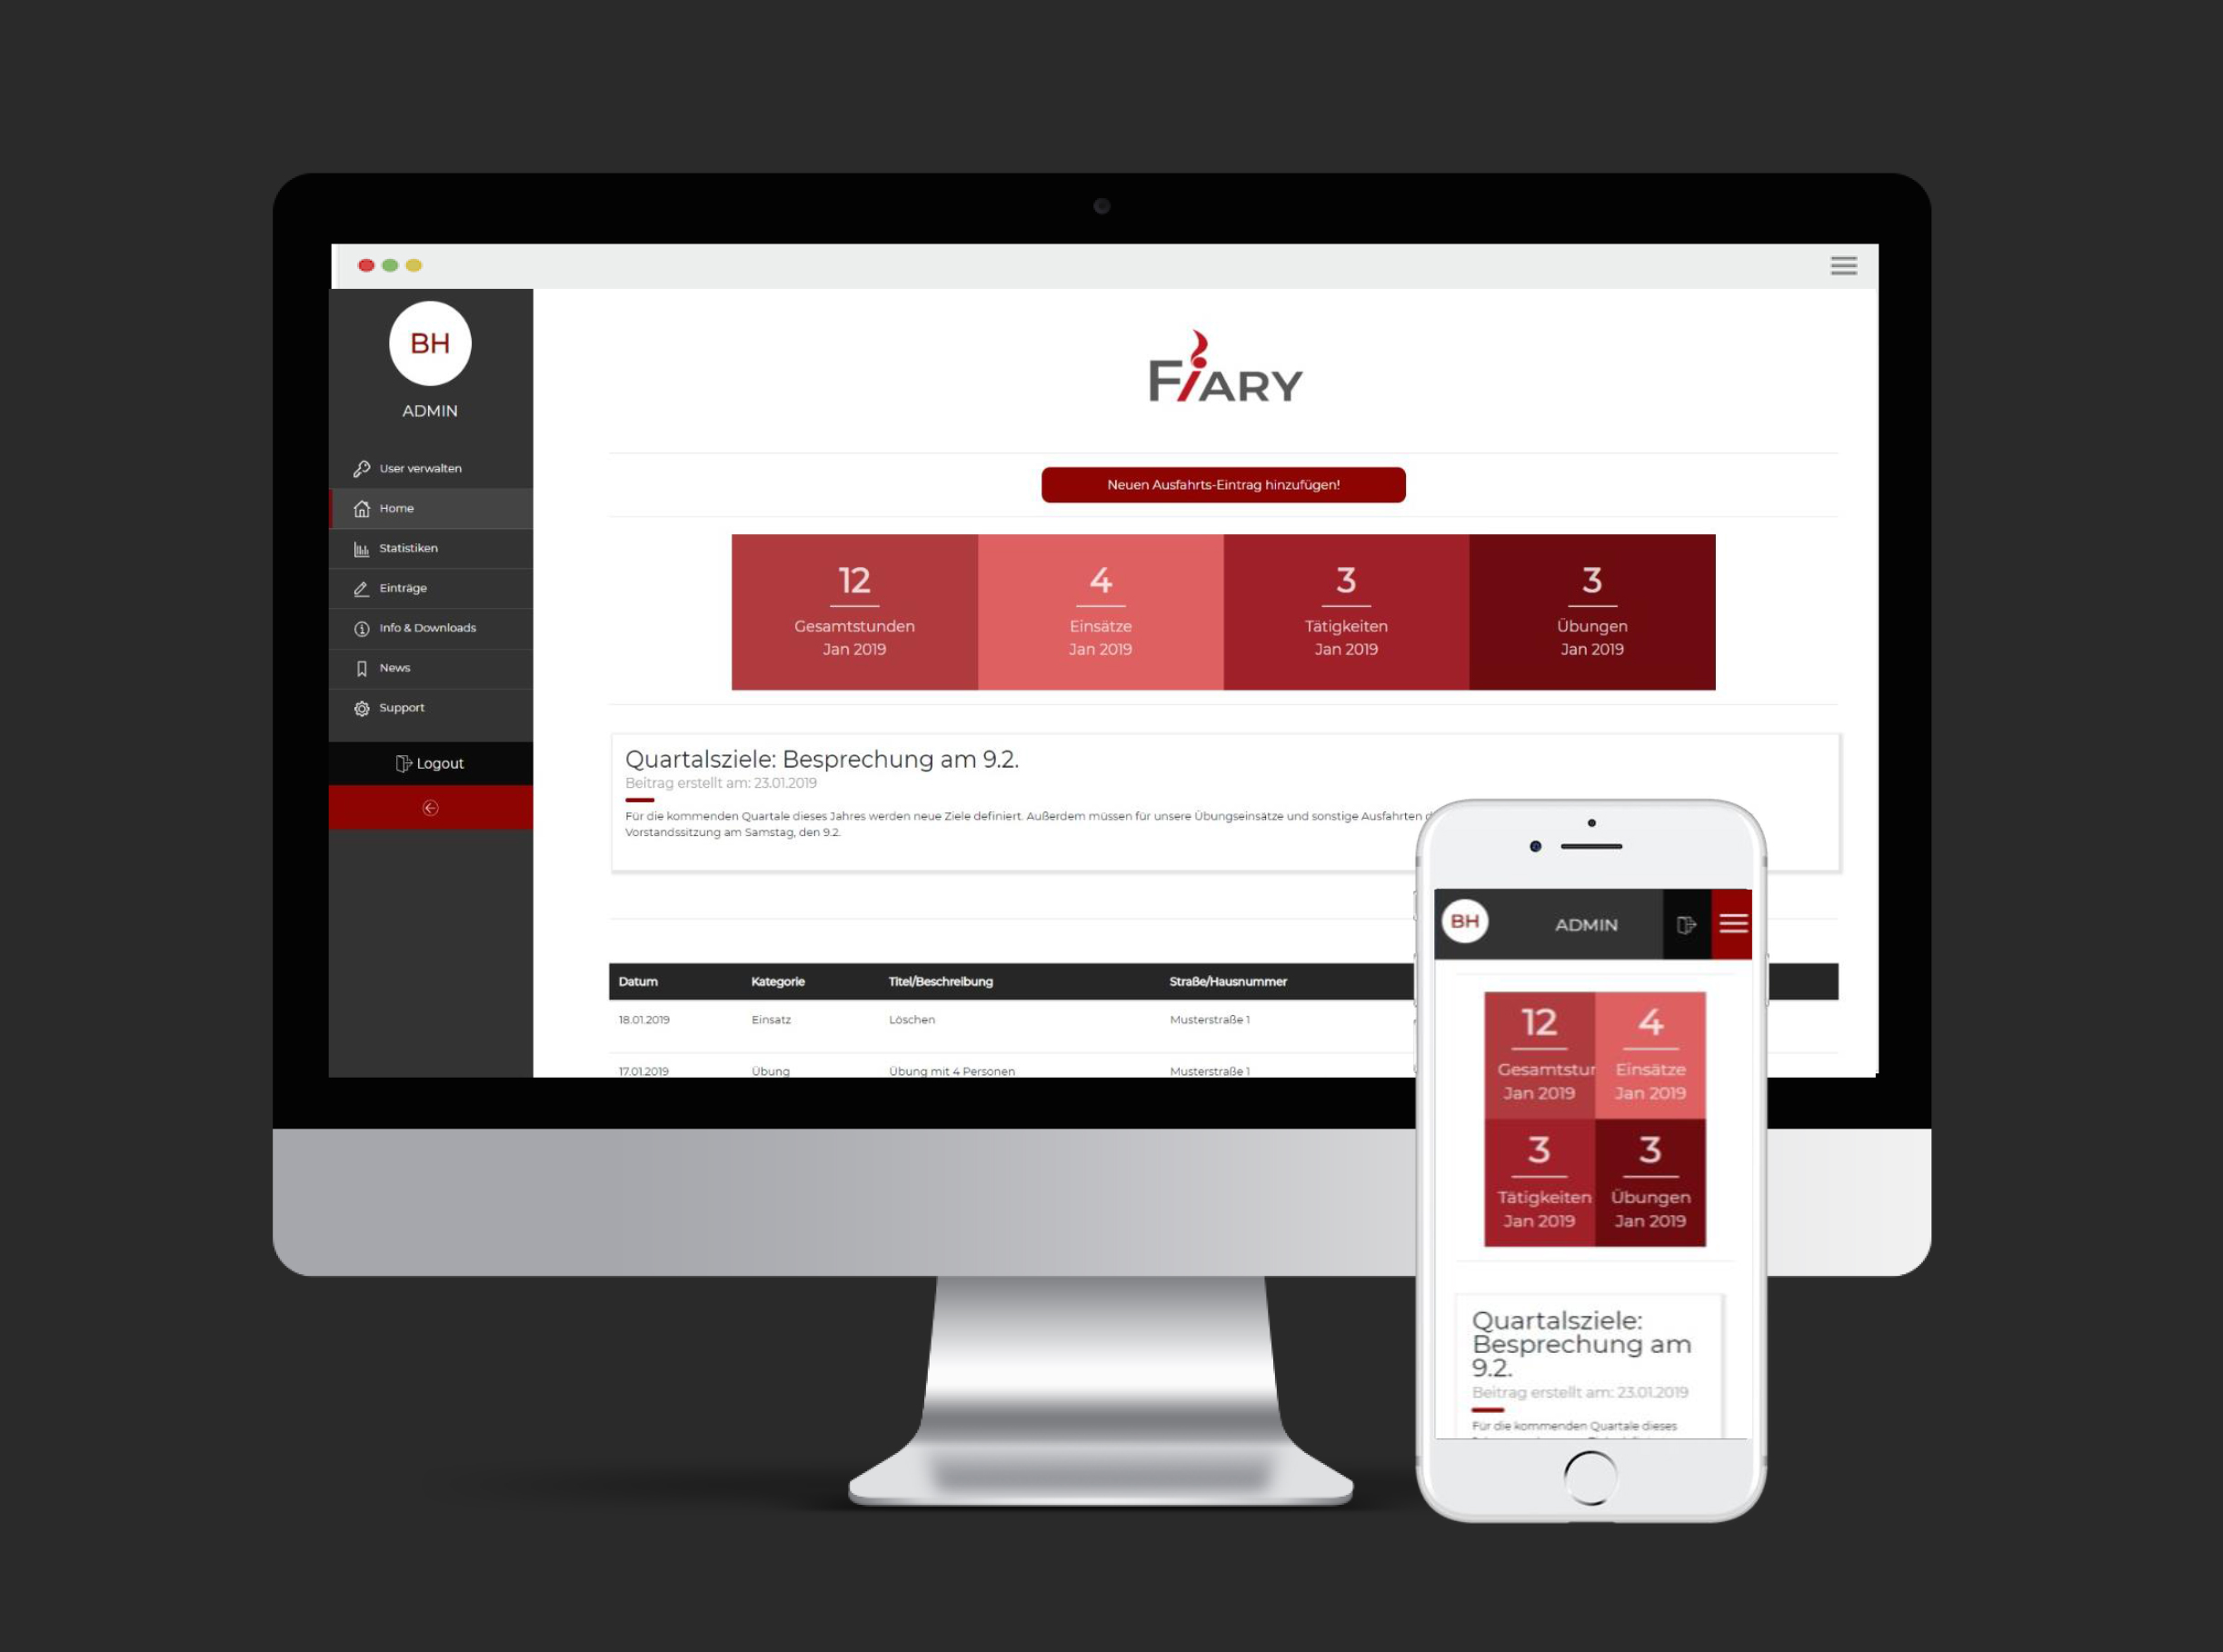 BH
ADMIN
User verwalten
Home
Statistiken
Einträge
Info & Downloads
News
Support
Logout
FiARY
Neuen Ausfahrts-Eintrag hinzufügen!
12
Gesamtstunden
Jan 2019
4
Einsätze
Jan 2019
3
Tätigkeiten
Jan 2019
3
Übungen
Jan 2019
Quartalsziele: Besprechung am 9.2.
Beitrag erstellt am: 23.01.2019
Für die kommenden Quartale dieses Jahres werden neue Ziele definiert. Außerdem müssen für unsere Übungseinsätze und sonstige Ausfahrten
Vorstandssitzung am Samstag, den 9.2.
Datum Kategorie Titel/Beschreibung Straße/Hausnummer
18.01.2019 Einsatz Löschen Musterstraße 1
17.01.2019 Übung Übung mit 4 Personen Musterstraße 1
BH ADMIN
12
Gesamtstur
Jan 2019
4
Einsätze
Jan 2019
3
Tätigkeiten
Jan 2019
3
Übungen
Jan 2019
Quartalsziele:
Besprechung am
9.2.
Beitrag erstellt am: 23.01.2019
Für die kommenden Quartale dieses